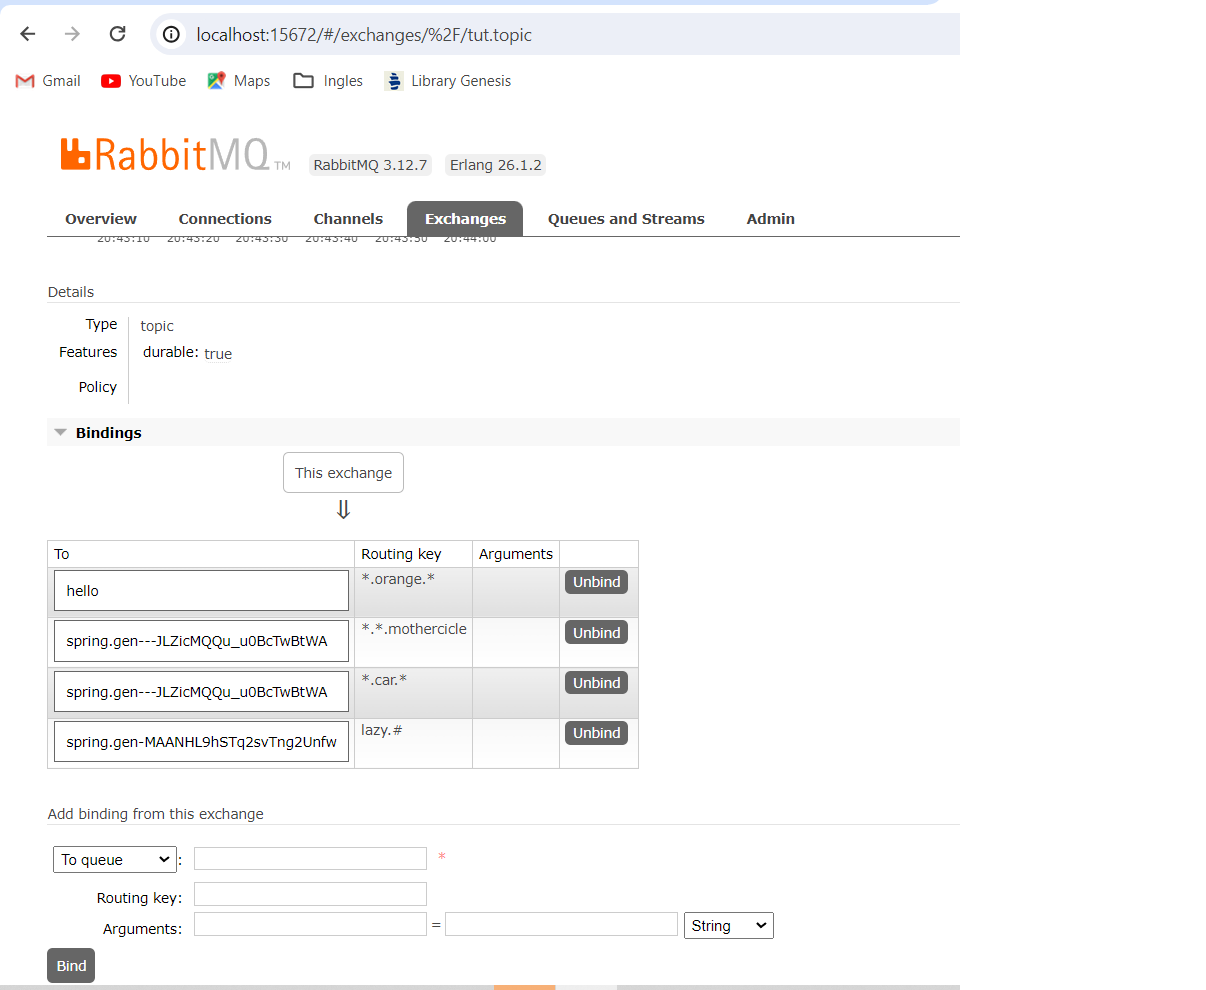 localhost:15672/#/exchanges/%2F/tut.topic
Gmail YouTube Maps Ingles Library Genesis
RabbitMQ TM RabbitMQ 3.12.7 Erlang 26.1.2
Overview Connections Channels Exchanges Queues and Streams Admin
20:43:10 20:43:20 20:43:30 20:43:40 20:43:50 20:44:00
Details
Type topic
Features durable: true
Policy
Bindings
This exchange
⇓
To Routing key Arguments
hello *.orange.* Unbind
spring.gen---JLZicMQQu_u0BcTwBtWA *.*.mothercicle Unbind
spring.gen---JLZicMQQu_u0BcTwBtWA *.car.* Unbind
spring.gen-MAANHL9hSTq2svTng2Unfw lazy.# Unbind
Add binding from this exchange
To queue : *
Routing key:
Arguments: = String
Bind